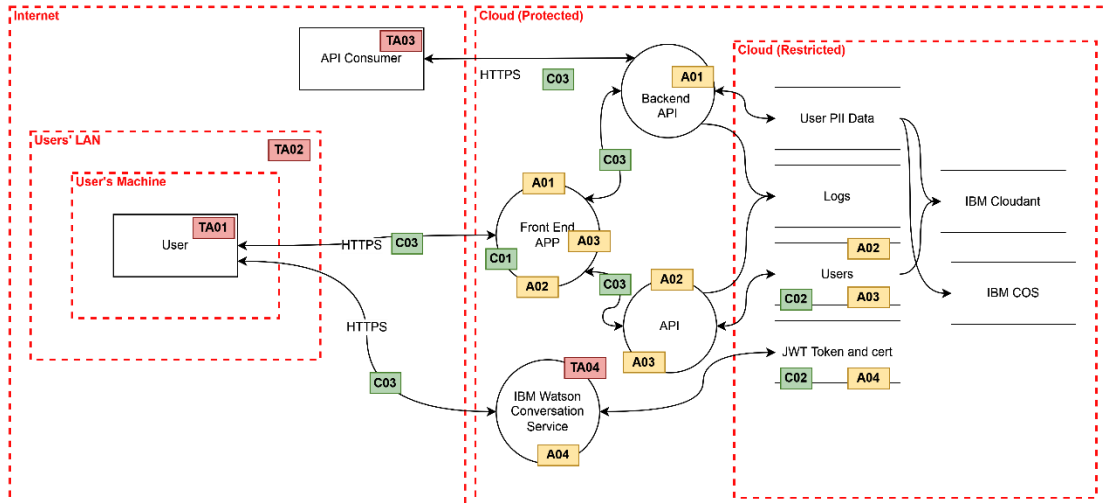 Internet
Cloud (Protected)
TA03
API Consumer
HTTPS
C03
A01
Backend
API
Cloud (Restricted)
User PII Data
Users' LAN
TA02
User's Machine
TA01
User
HTTPS
C03
C03
A01
Front End
APP
A03
C01
A02
C03
Logs
IBM Cloudant
A02
Users
C02
A03
IBM COS
A02
API
A03
HTTPS
C03
TA04
IBM Watson
Conversation
Service
A04
JWT Token and cert
C02
A04